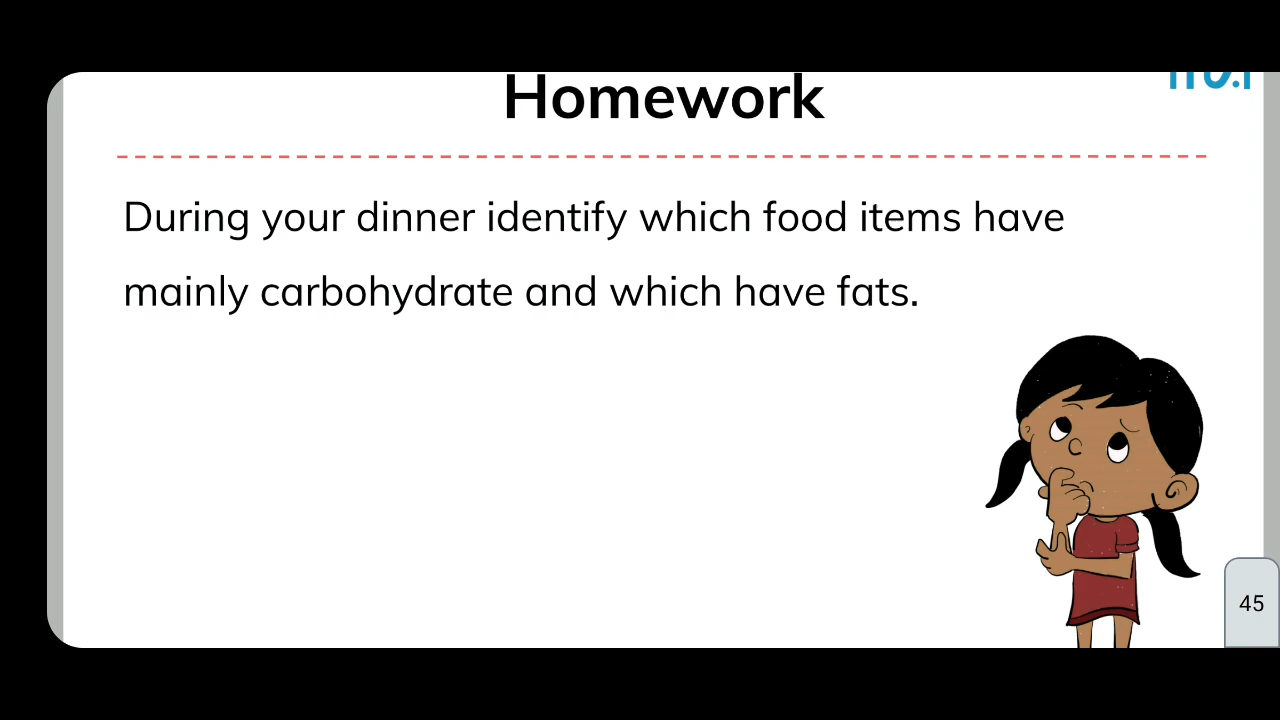 Homework
During your dinner identify which food items have
mainly carbohydrate and which have fats.
45